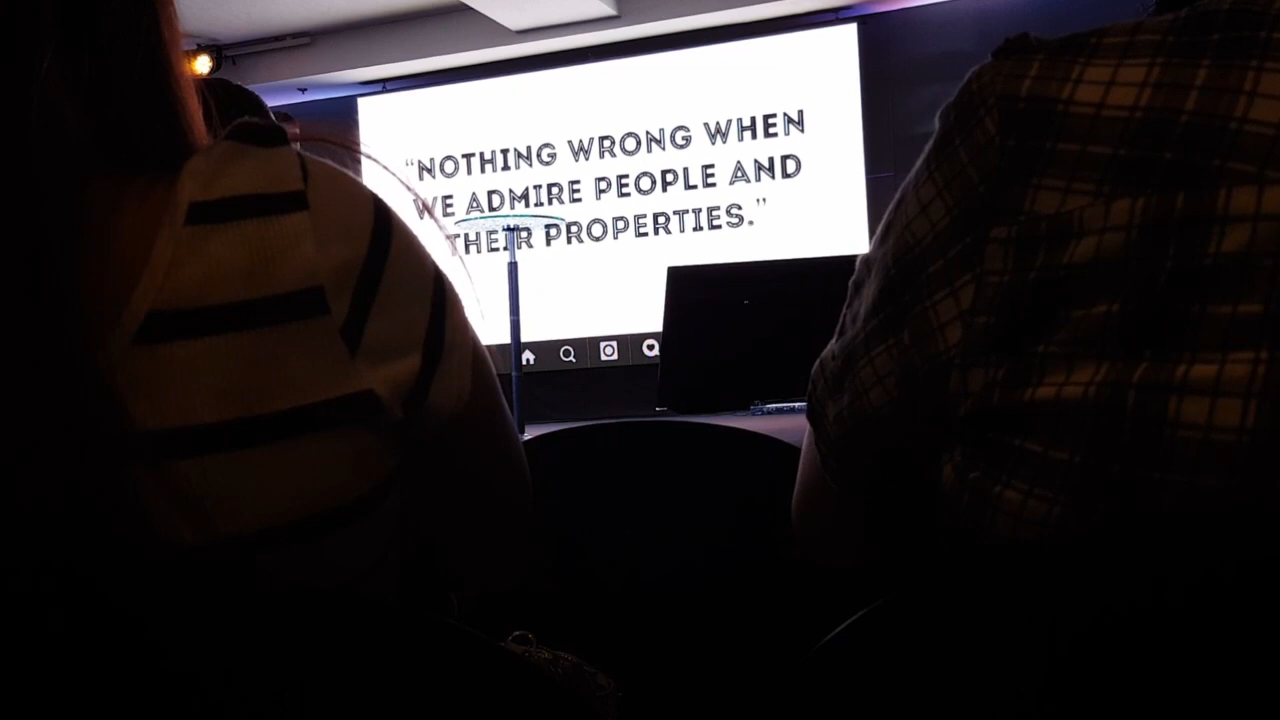 “NOTHING WRONG WHEN
WE ADMIRE PEOPLE AND
THEIR PROPERTIES.”